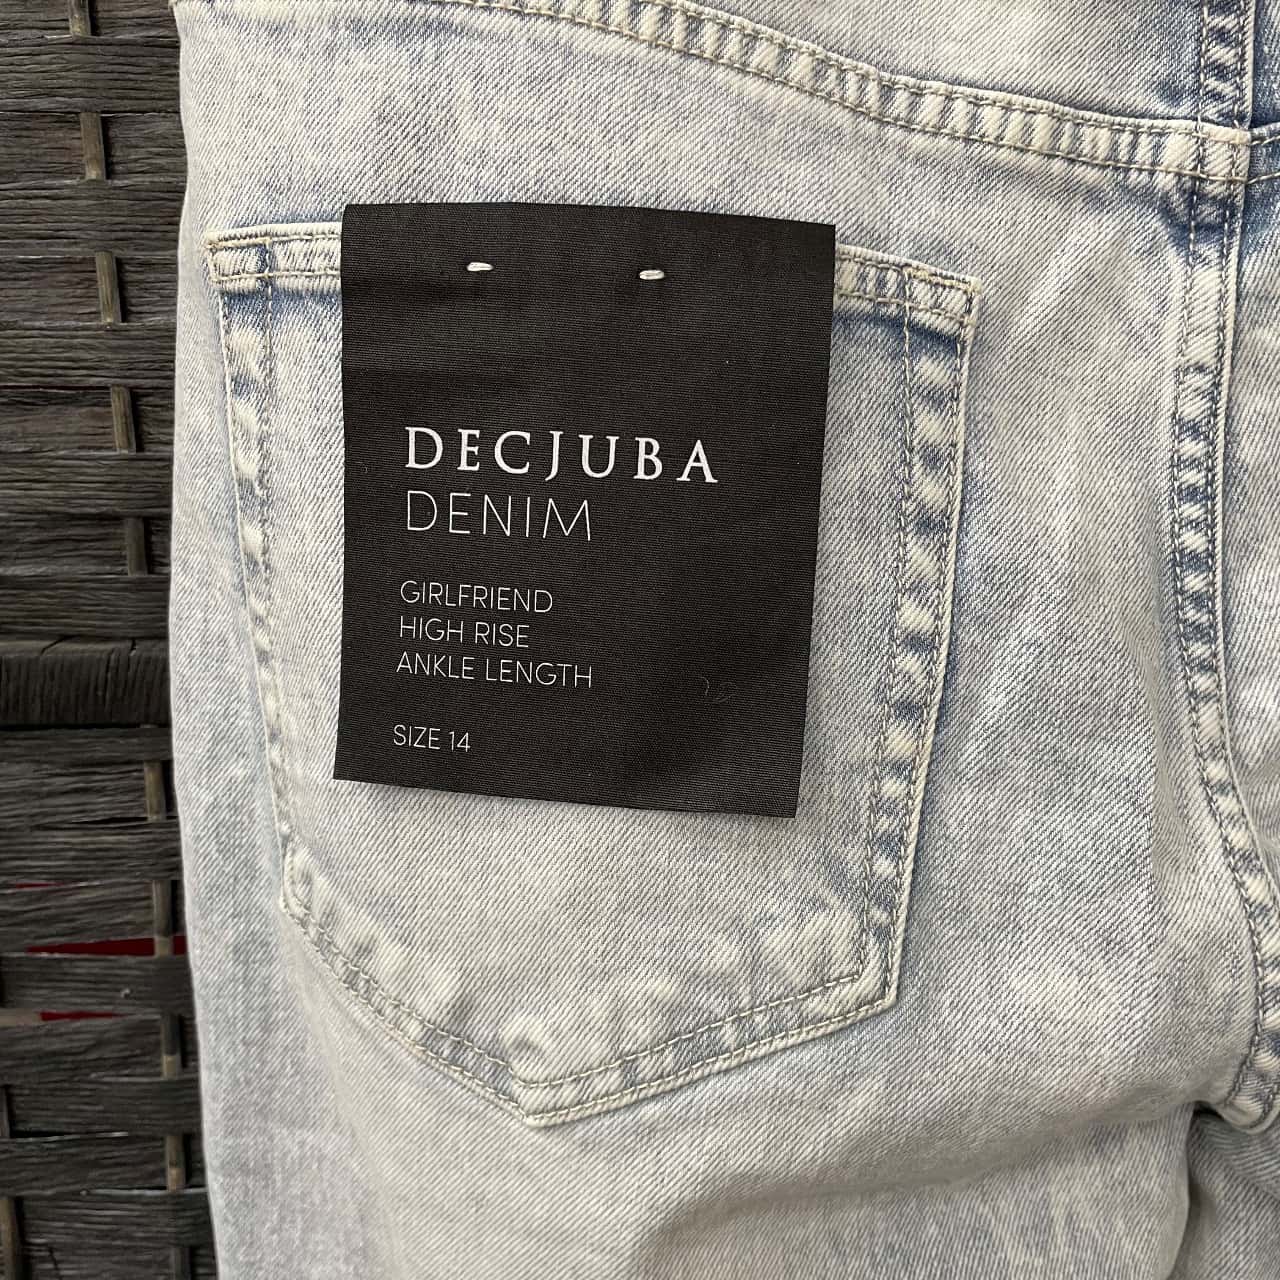 DECJUBA
DENIM
GIRLFRIEND
HIGH RISE
ANKLE LENGTH
SIZE 14